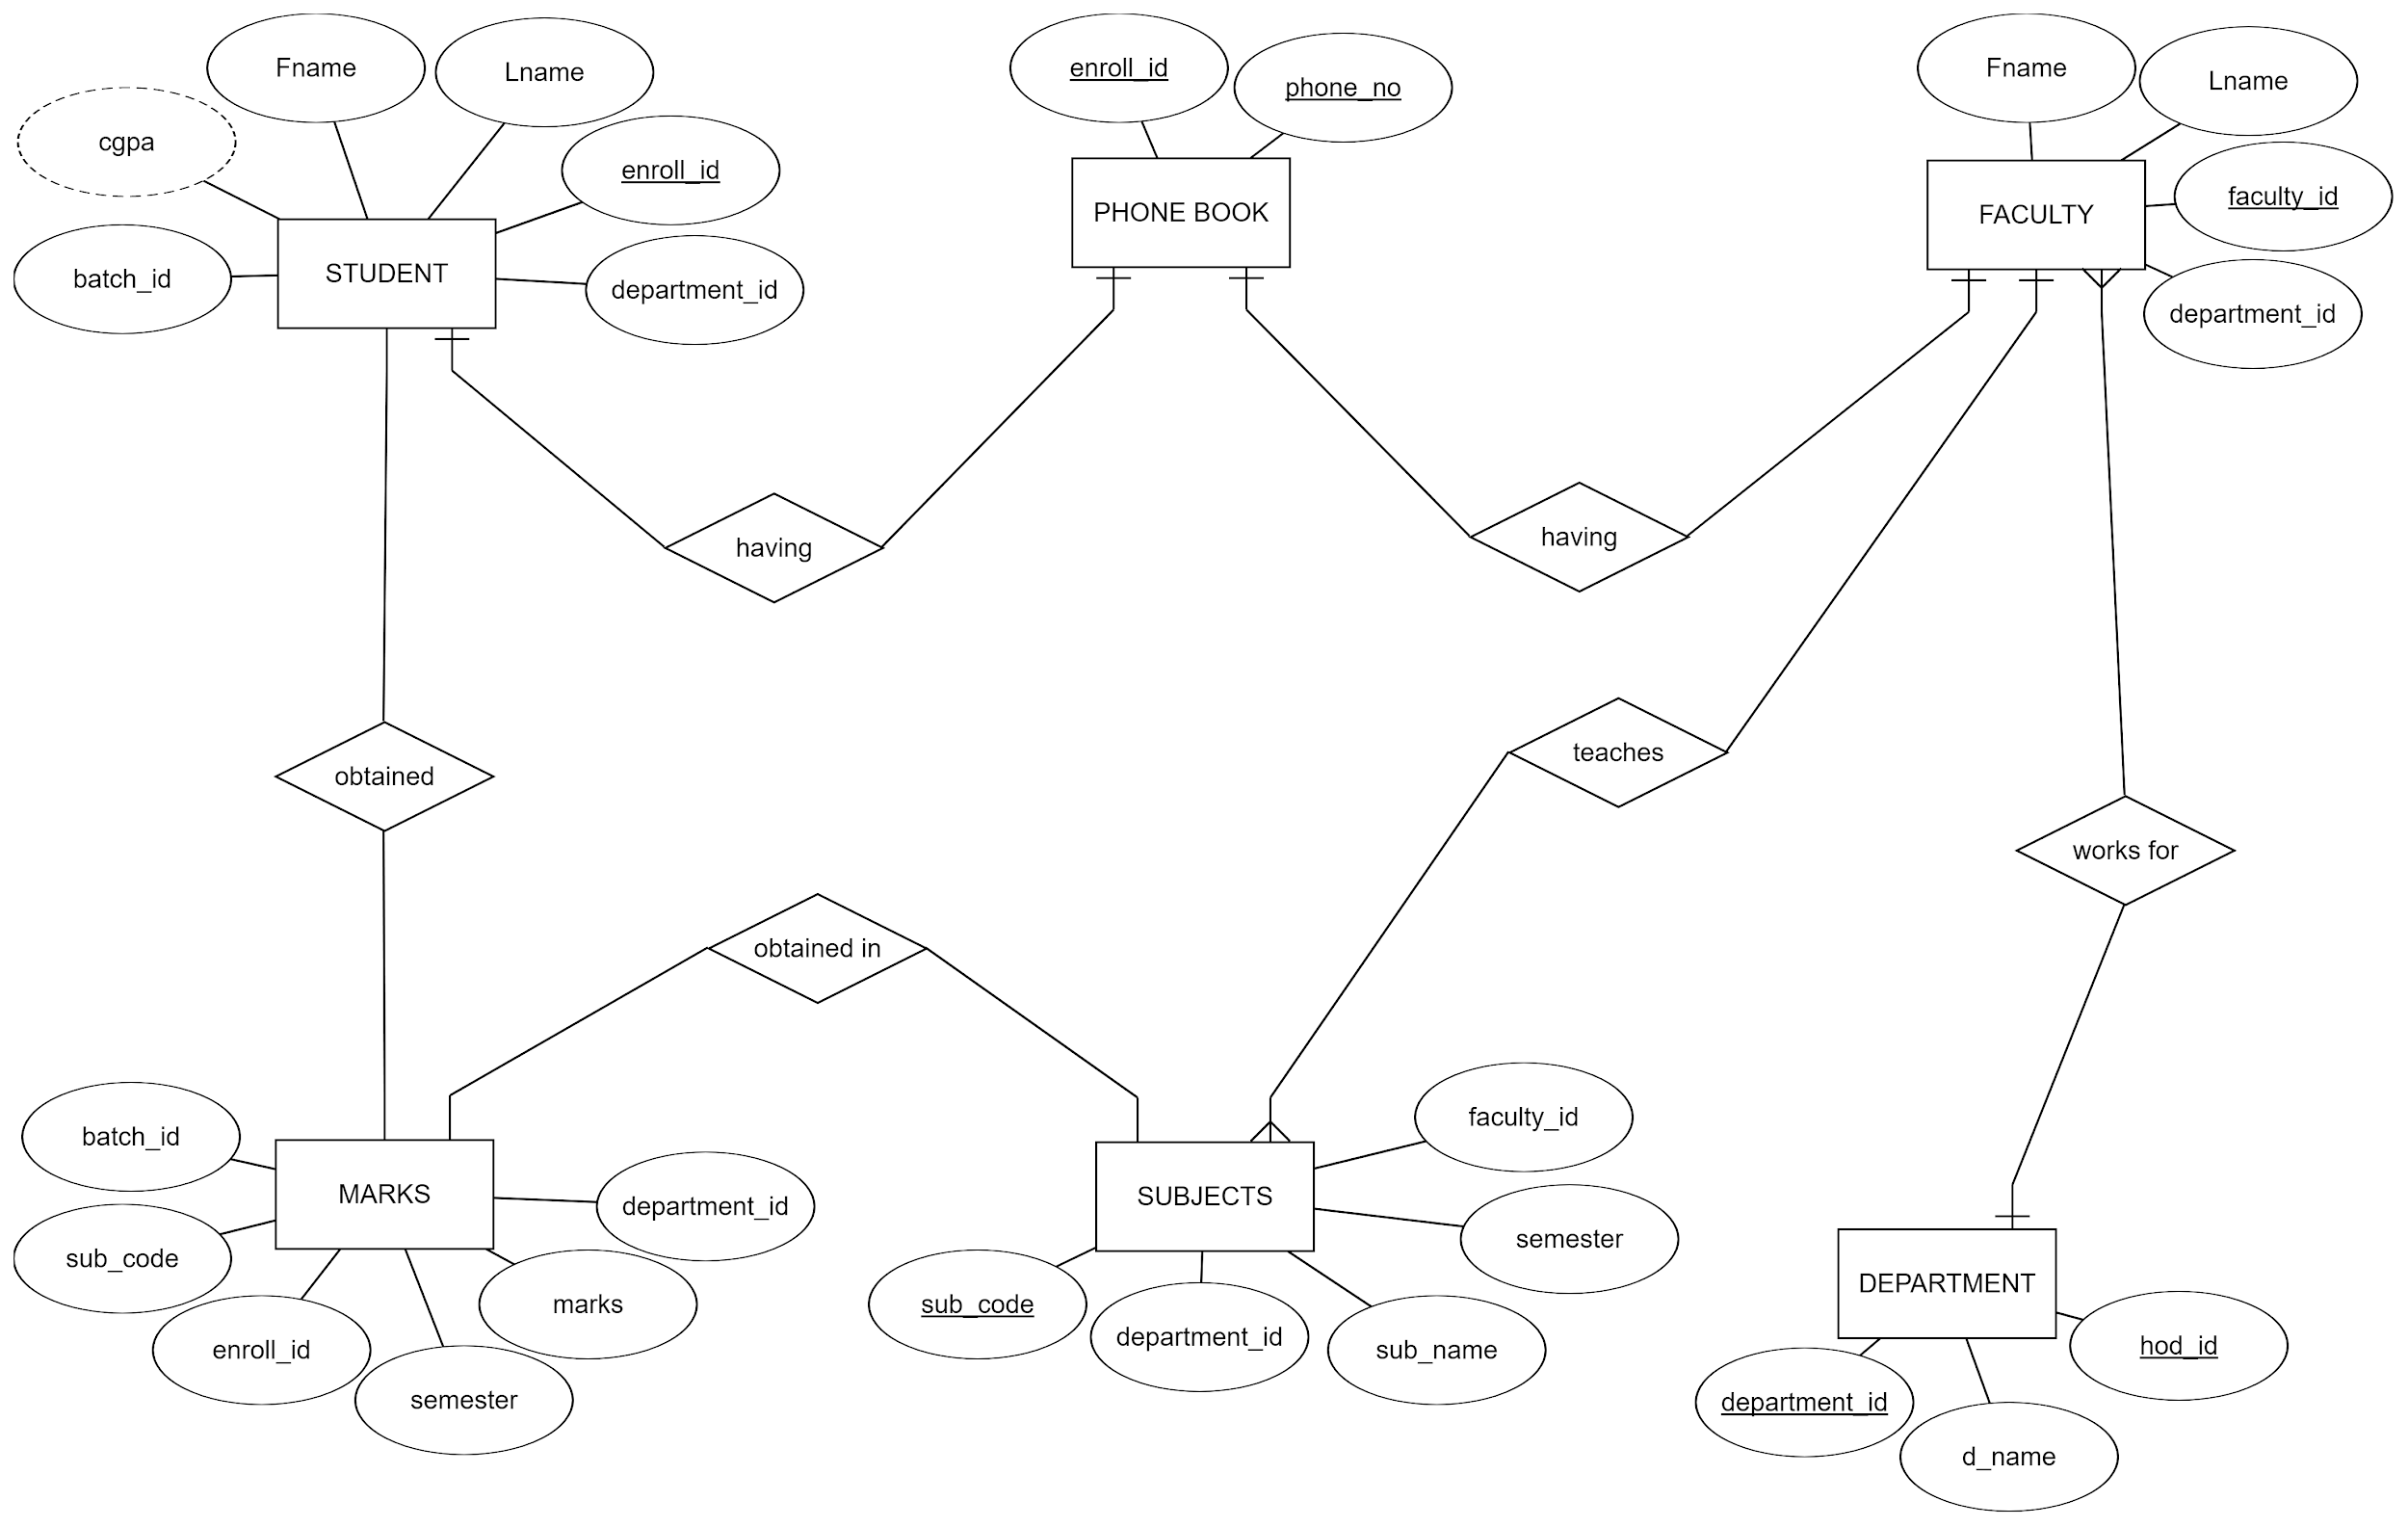 Fname
Lname
cgpa
enroll_id
batch_id
STUDENT
department_id
enroll_id
phone_no
PHONE BOOK
Fname
Lname
FACULTY
faculty_id
department_id
having
having
obtained
teaches
works for
obtained in
batch_id
MARKS
department_id
sub_code
marks
enroll_id
semester
faculty_id
SUBJECTS
semester
sub_code
department_id
sub_name
DEPARTMENT
hod_id
department_id
d_name